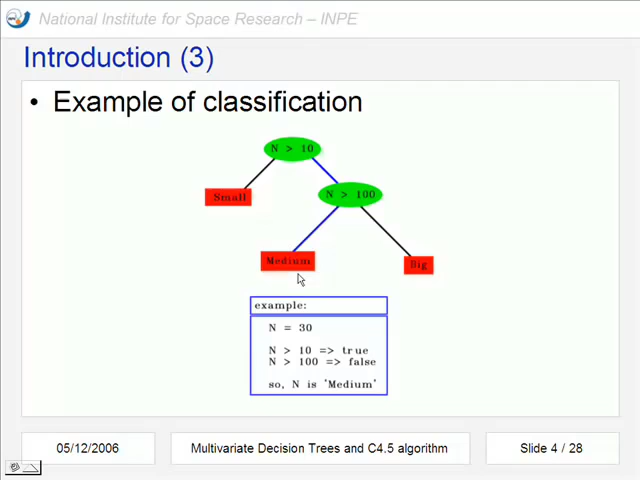 National Institute for Space Research – INPE
Introduction (3)
• Example of classification
N > 10
Small
N > 100
Medium
Big
example:
N = 30
N > 10 => true
N > 100 => false
so, N is 'Medium'
05/12/2006
Multivariate Decision Trees and C4.5 algorithm
Slide 4 / 28